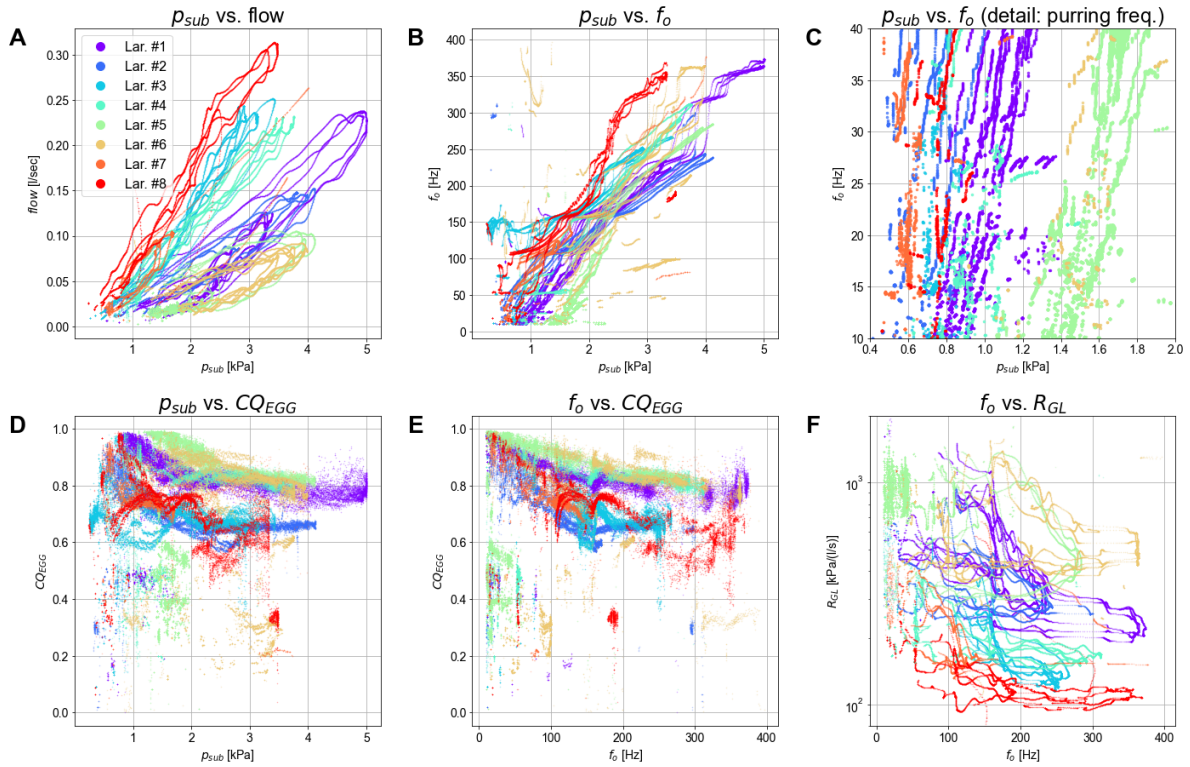 A
p_sub vs. flow
0.30
0.25
0.20
0.15
0.10
0.05
0.00
flow [l/sec]
Lar. #1
Lar. #2
Lar. #3
Lar. #4
Lar. #5
Lar. #6
Lar. #7
Lar. #8
1 2 3 4 5
p_sub [kPa]
B
p_sub vs. f_o
400
350
300
250
200
150
100
50
0
f_o [Hz]
1 2 3 4 5
p_sub [kPa]
C
p_sub vs. f_o (detail: purring freq.)
40
35
30
25
20
15
10
f_o [Hz]
0.4 0.6 0.8 1.0 1.2 1.4 1.6 1.8 2.0
p_sub [kPa]
D
p_sub vs. CQ_EGG
1.0
0.8
0.6
0.4
0.2
0.0
CQ_EGG
1 2 3 4 5
p_sub [kPa]
E
f_o vs. CQ_EGG
1.0
0.8
0.6
0.4
0.2
0.0
CQ_EGG
0 100 200 300 400
f_o [Hz]
F
f_o vs. R_GL
10³
10²
R_GL [kPa/(l/s)]
0 100 200 300 400
f_o [Hz]